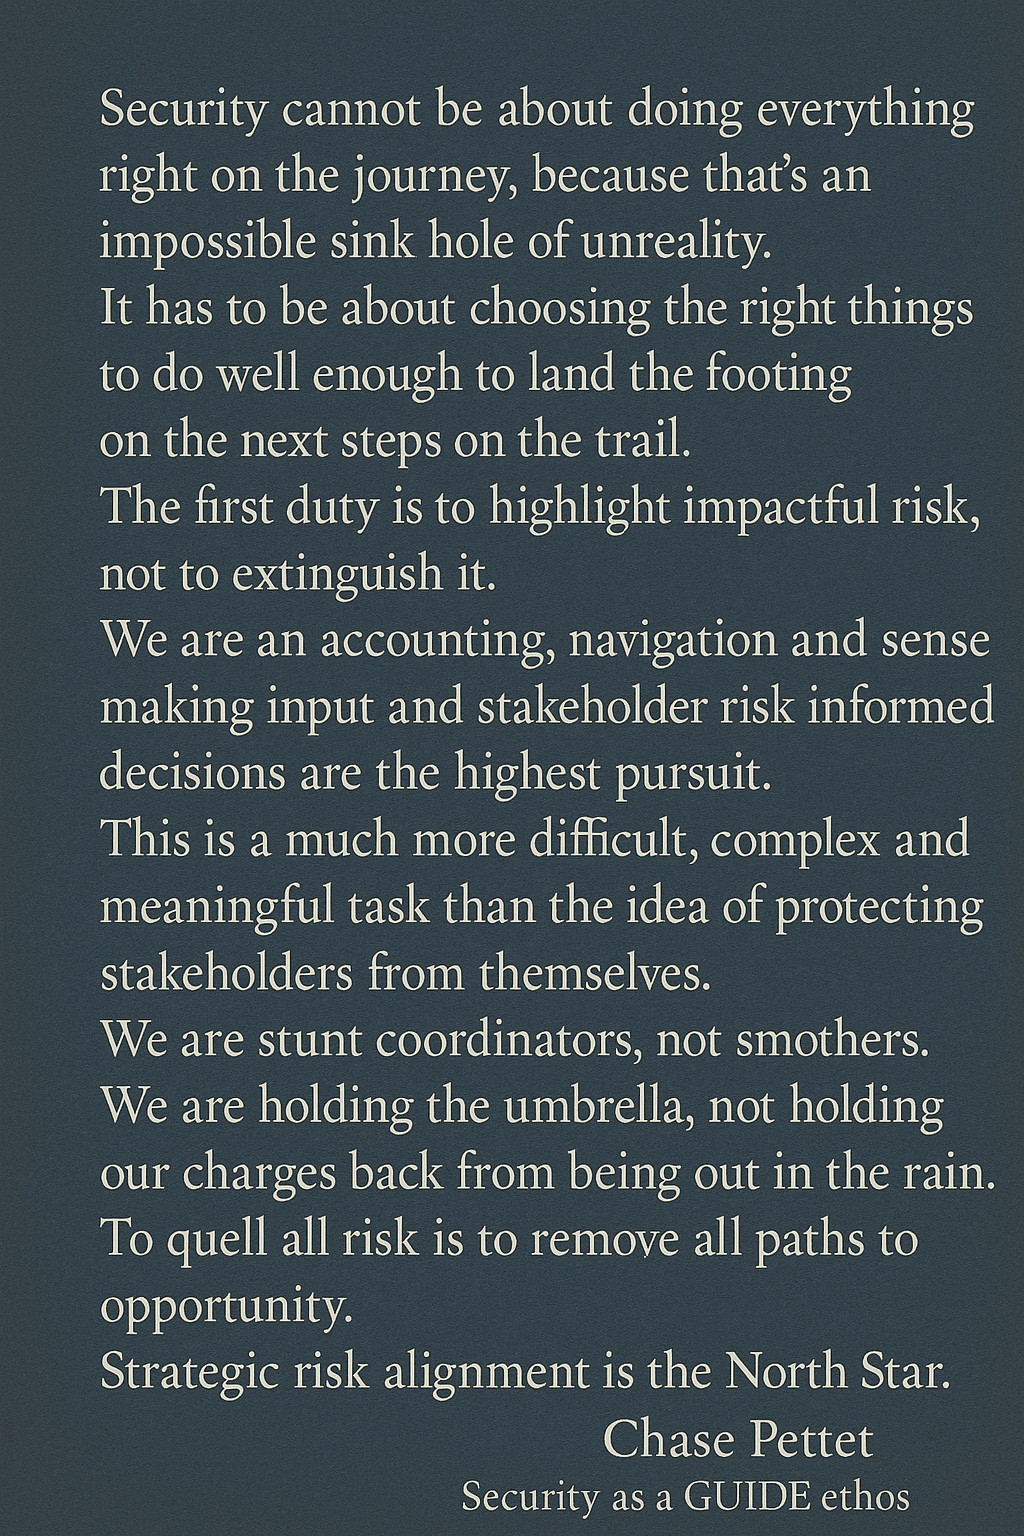 Security cannot be about doing everything
right on the journey, because that’s an
impossible sink hole of unreality.
It has to be about choosing the right things
to do well enough to land the footing
on the next steps on the trail.
The first duty is to highlight impactful risk,
not to extinguish it.
We are an accounting, navigation and sense
making input and stakeholder risk informed
decisions are the highest pursuit.
This is a much more difficult, complex and
meaningful task than the idea of protecting
stakeholders from themselves.
We are stunt coordinators, not smothers.
We are holding the umbrella, not holding
our charges back from being out in the rain.
To quell all risk is to remove all paths to
opportunity.
Strategic risk alignment is the North Star.
Chase Pettet
Security as a GUIDE ethos